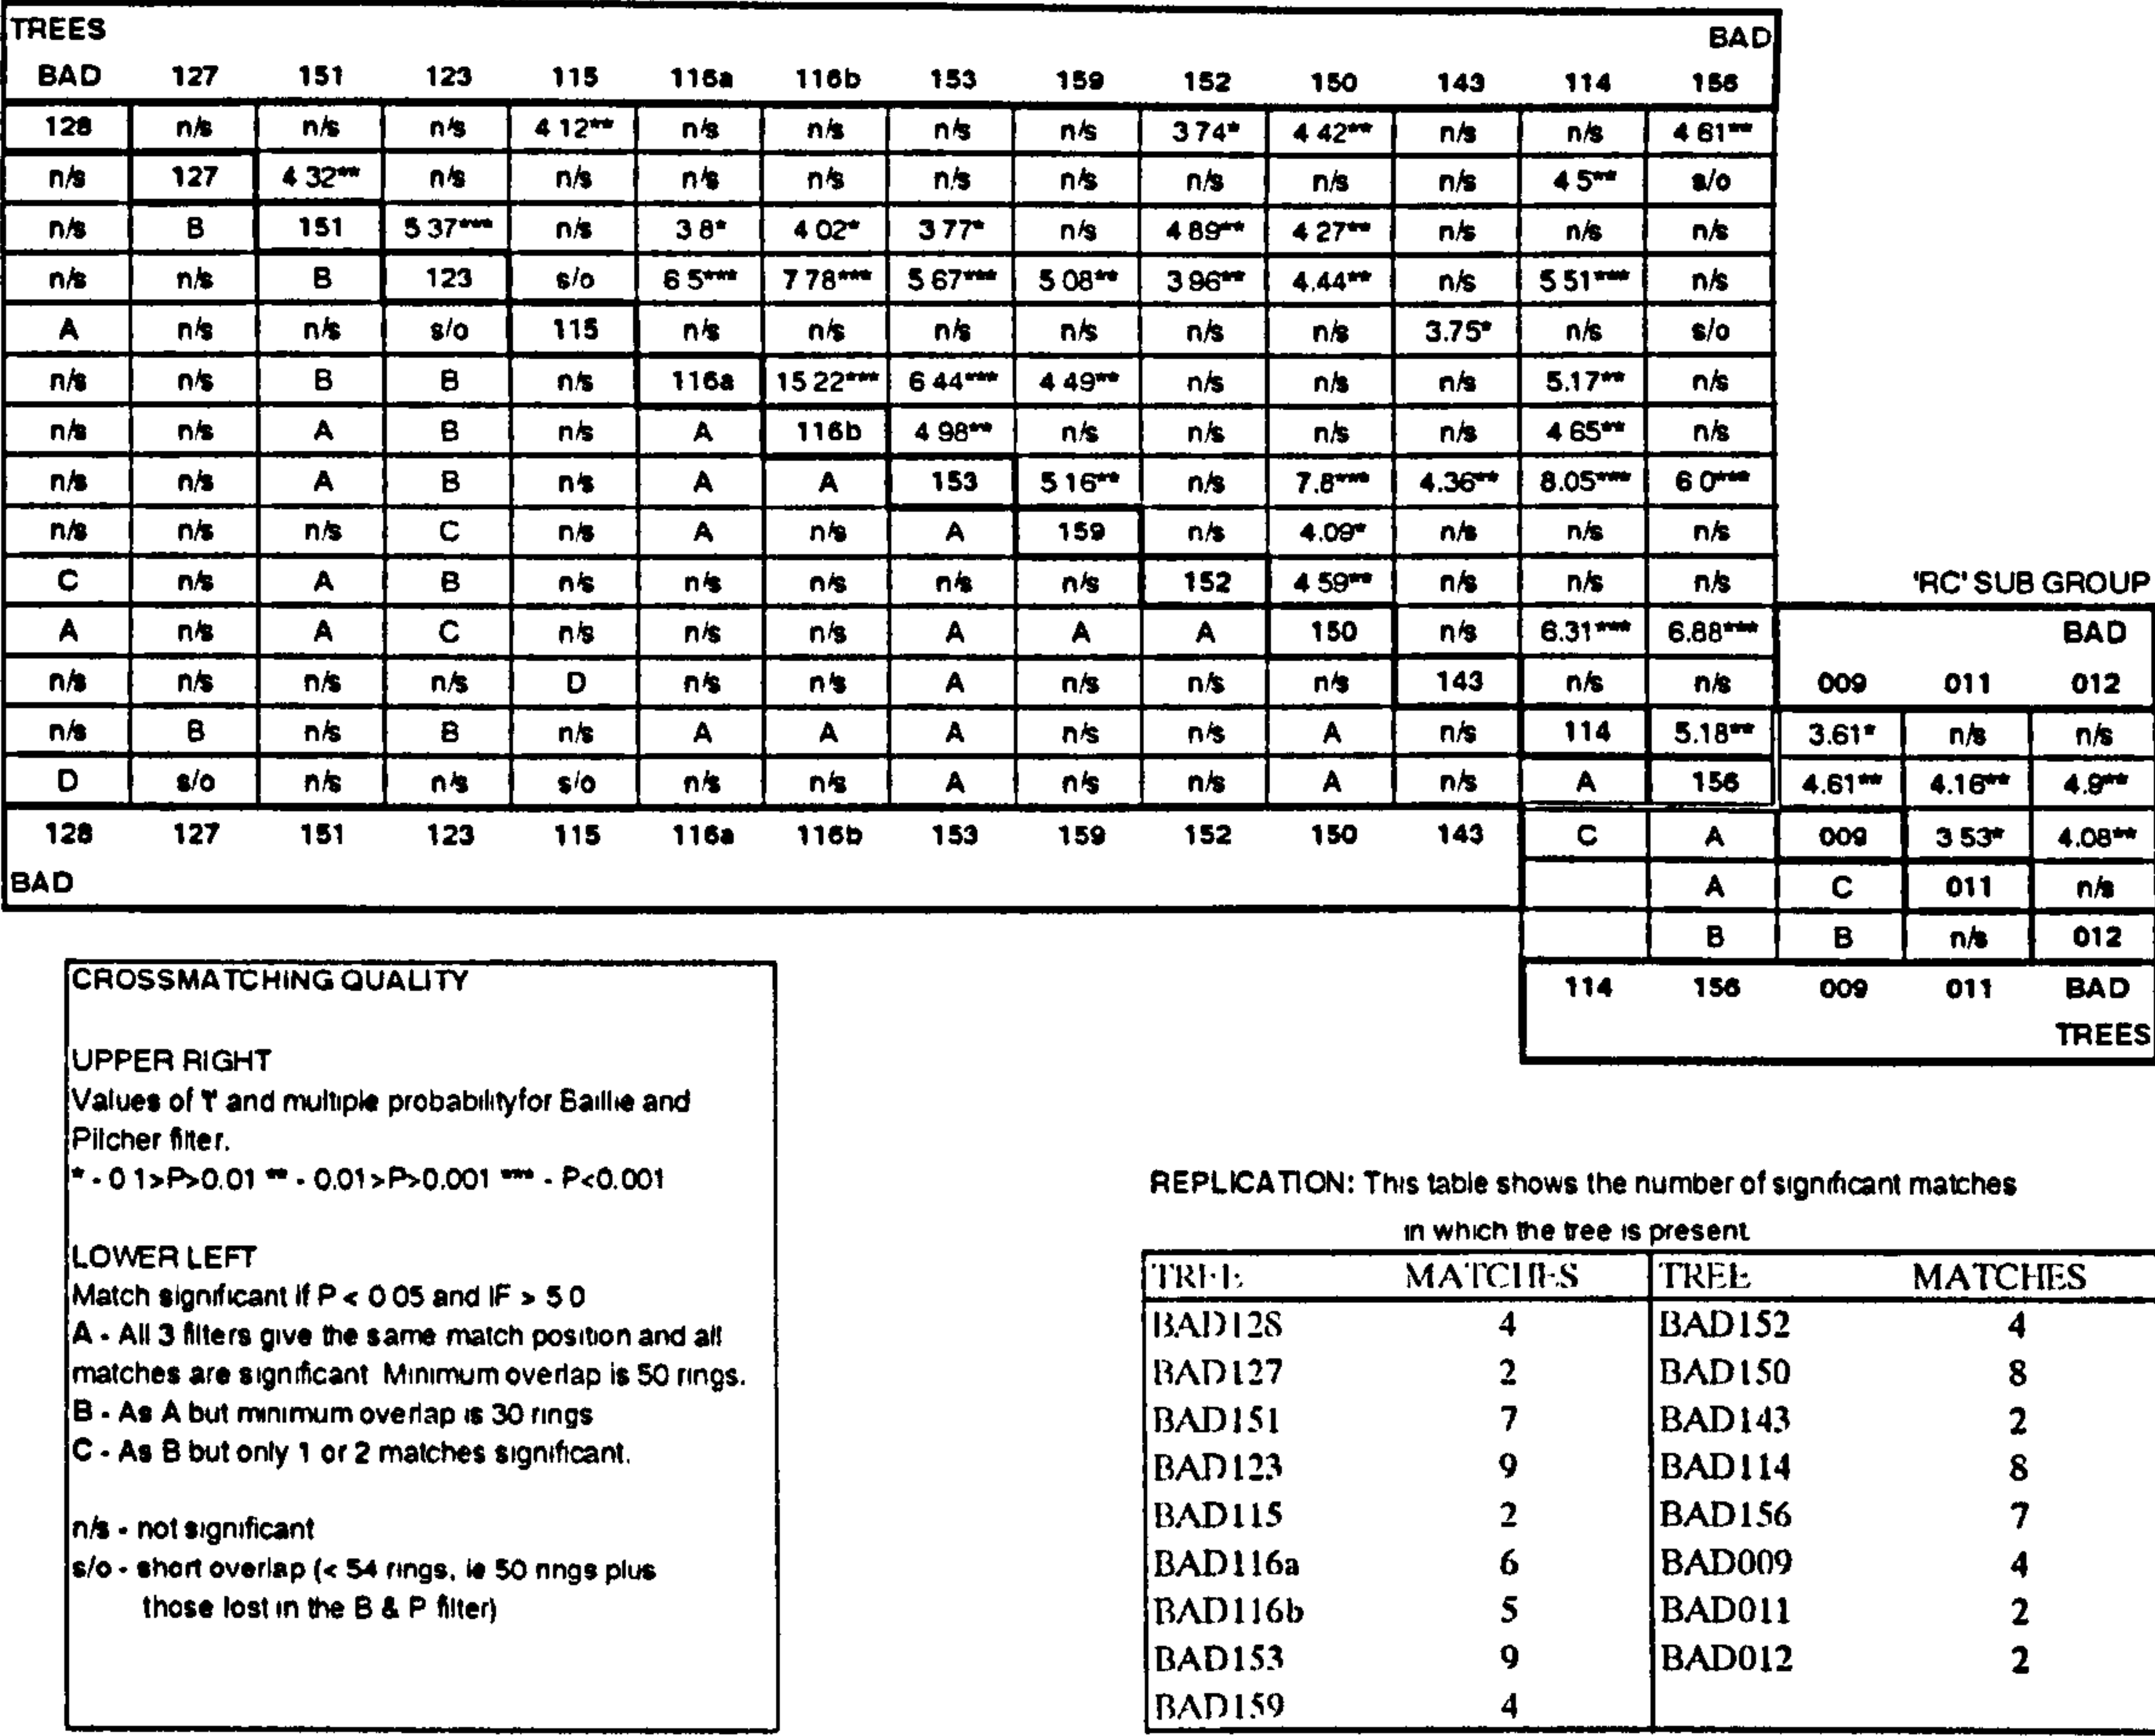 TREES BAD
BAD 127 151 123 115 116a 116b 153 159 152 150 143 114 156
128 n/s n/s n/s 4 12** n/s n/s n/s n/s 3 74* 4 42** n/s n/s 4 61**
n/s 127 4 32** n/s n/s n/s n/s n/s n/s n/s n/s n/s 4 5** s/o
n/s B 151 5 37*** n/s 3 8* 4 02* 3 77* n/s 4 89** 4 27** n/s n/s n/s
n/s n/s B 123 s/o 6 5*** 7 78*** 5 67*** 5 08** 3 96** 4.44** n/s 5 51*** n/s
A n/s n/s s/o 115 n/s n/s n/s n/s n/s n/s 3.75* n/s s/o
n/s n/s B B n/s 116a 15 22*** 6 44*** 4 49** n/s n/s n/s 5.17** n/s
n/s n/s A B n/s A 116b 4 98** n/s n/s n/s n/s 4 65** n/s
n/s n/s A B n/s A A 153 5 16** n/s 7.8*** 4.36** 8.05*** 6 0***
n/s n/s n/s C n/s A n/s A 159 n/s 4.09* n/s n/s n/s
C n/s A B n/s n/s n/s n/s n/s 152 4 59** n/s n/s n/s 'RC' SUB GROUP
A n/s A C n/s n/s n/s A A A 150 n/s 6.31*** 6.88*** BAD
n/s n/s n/s n/s D n/s n/s A n/s n/s n/s 143 n/s n/s 009 011 012
n/s B n/s B n/s A A A n/s n/s A n/s 114 5.18** 3.61* n/s n/s
D s/o n/s n/s s/o n/s n/s A n/s n/s A n/s A 156 4.61** 4.16** 4.9**
128 127 151 123 115 116a 116b 153 159 152 150 143 C A 009 3 53* 4.08**
BAD A C 011 n/s
B B n/s 012
114 156 009 011 BAD
TREES
CROSSMATCHING QUALITY
UPPER RIGHT
Values of 't' and multiple probabilityfor Baillie and
Pilcher filter.
* - 0 1>P>0.01 ** - 0.01>P>0.001 *** - P<0.001
LOWER LEFT
Match significant if P < 0 05 and IF > 5 0
A - All 3 filters give the same match position and all
matches are significant Minimum overlap is 50 rings.
B - As A but minimum overlap is 30 rings
C - As B but only 1 or 2 matches significant.
n/s - not significant
s/o - short overlap (< 54 rings, ie 50 rings plus
those lost in the B & P filter)
REPLICATION: This table shows the number of significant matches
in which the tree is present
TREE MATCHES TREE MATCHES
BAD128 4 BAD152 4
BAD127 2 BAD150 8
BAD151 7 BAD143 2
BAD123 9 BAD114 8
BAD115 2 BAD156 7
BAD116a 6 BAD009 4
BAD116b 5 BAD011 2
BAD153 9 BAD012 2
BAD159 4